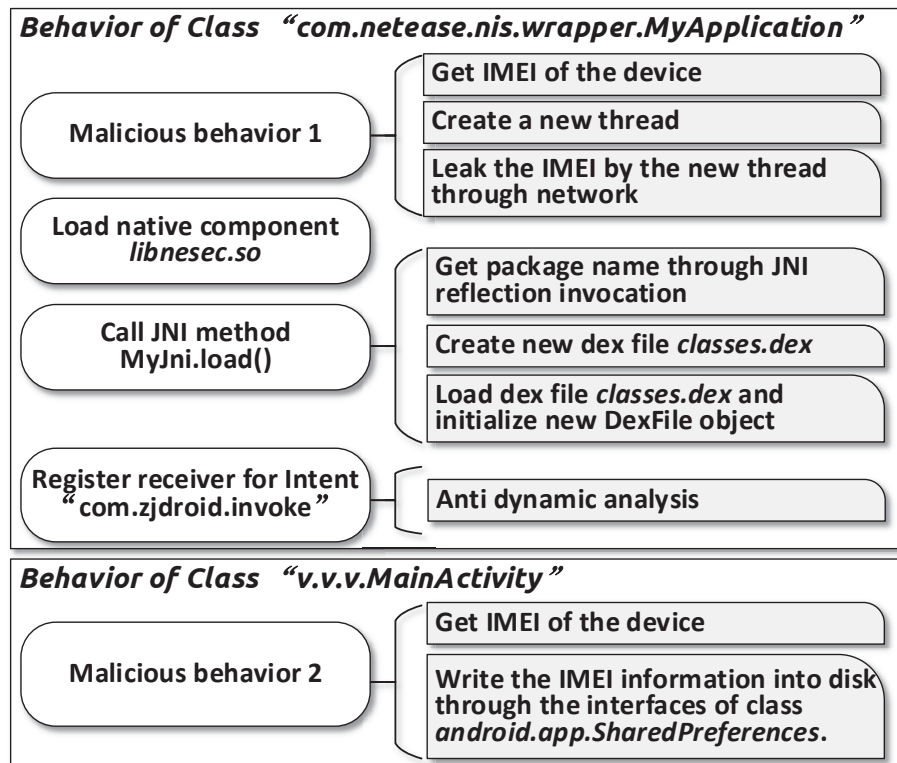 Behavior of Class “com.netease.nis.wrapper.MyApplication”
Malicious behavior 1
Get IMEI of the device
Create a new thread
Leak the IMEI by the new thread
through network
Load native component
libnesec.so
Call JNI method
MyJni.load()
Get package name through JNI
reflection invocation
Create new dex file classes.dex
Load dex file classes.dex and
initialize new DexFile object
Register receiver for Intent
“com.zjdroid.invoke”
Anti dynamic analysis
Behavior of Class “v.v.v.MainActivity”
Malicious behavior 2
Get IMEI of the device
Write the IMEI information into disk
through the interfaces of class
android.app.SharedPreferences.